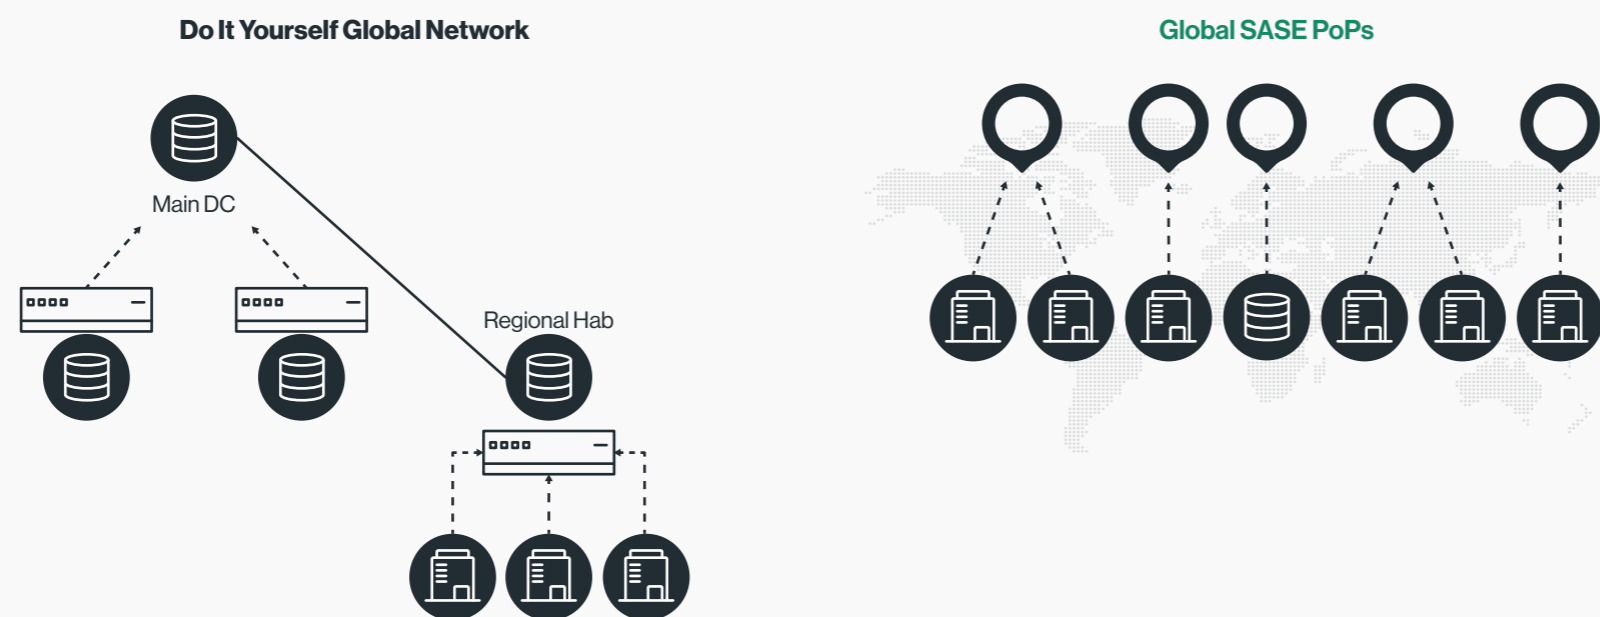 Do It Yourself Global Network
Global SASE PoPs
Main DC
Regional Hab